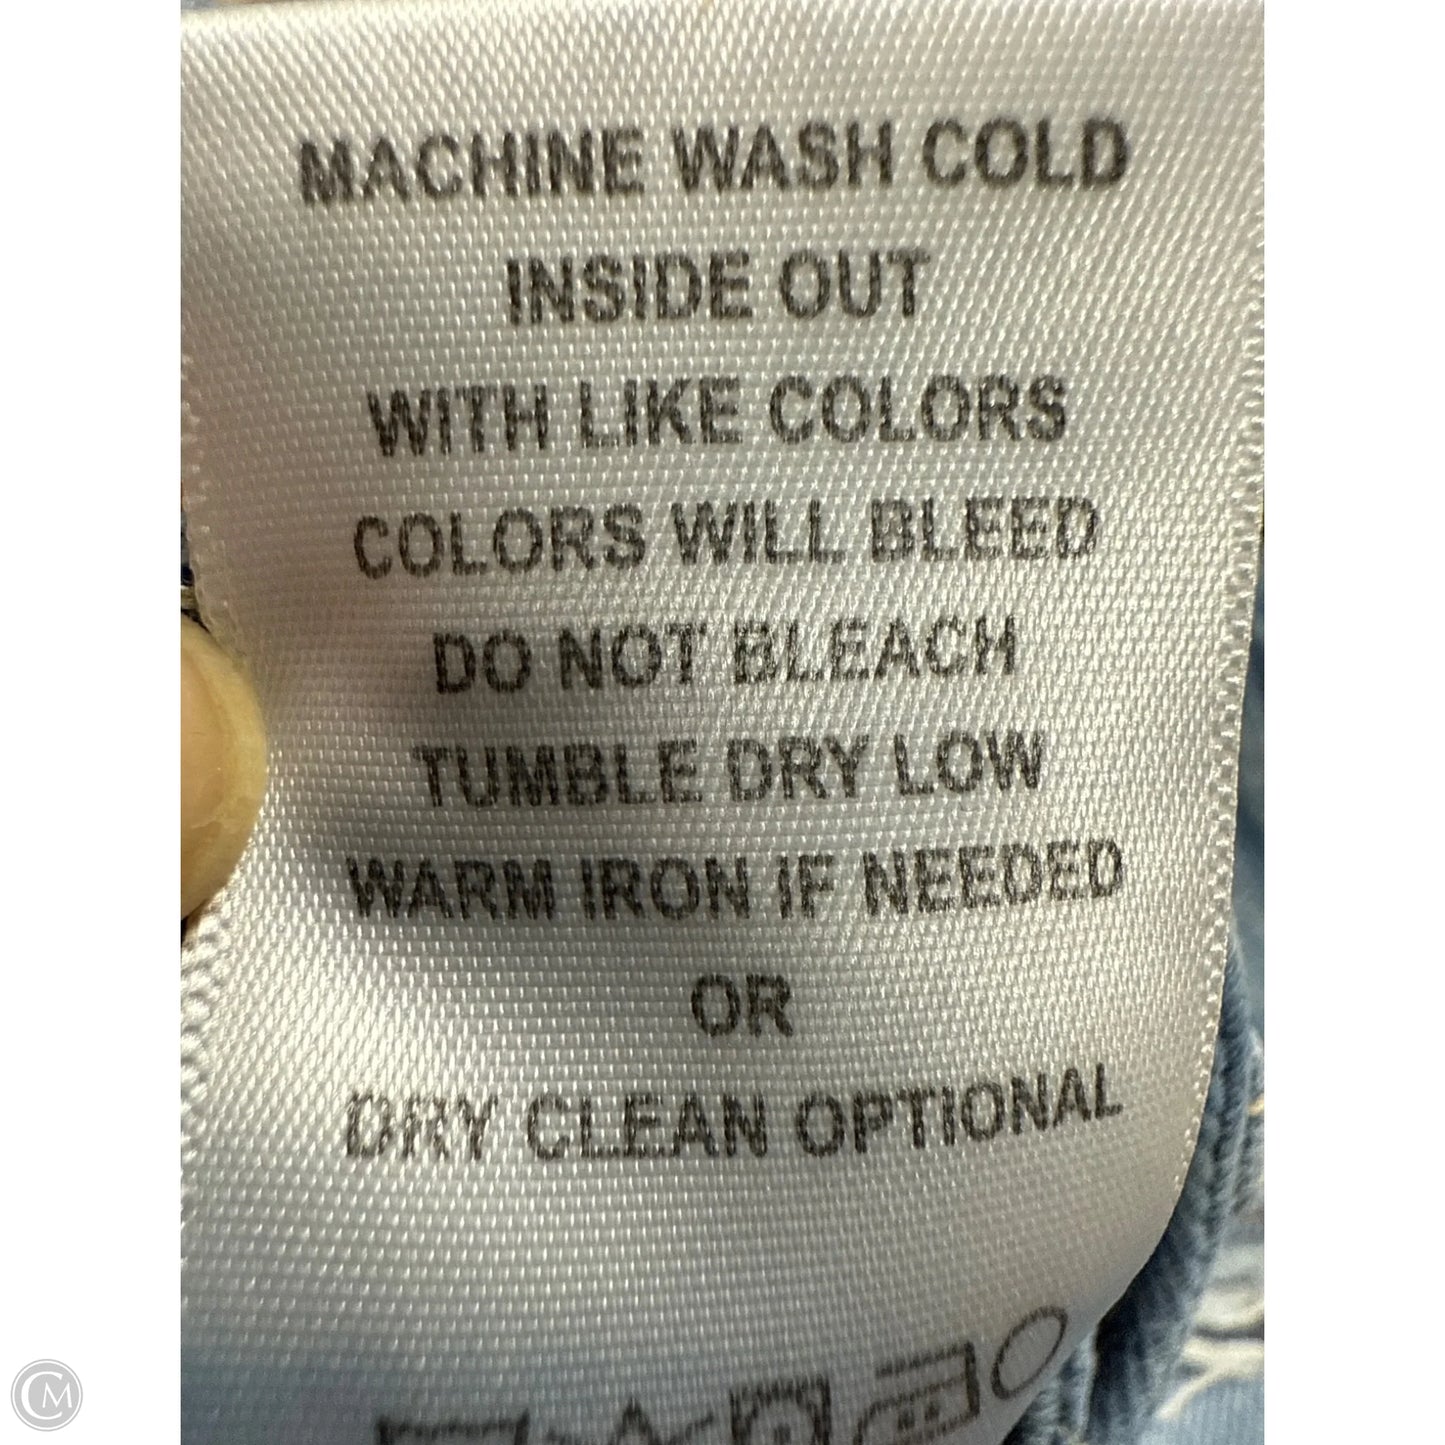 MACHINE WASH COLD
INSIDE OUT
WITH LIKE COLORS
COLORS WILL BLEED
DO NOT BLEACH
TUMBLE DRY LOW
WARM IRON IF NEEDED
OR
DRY CLEAN OPTIONAL
CM